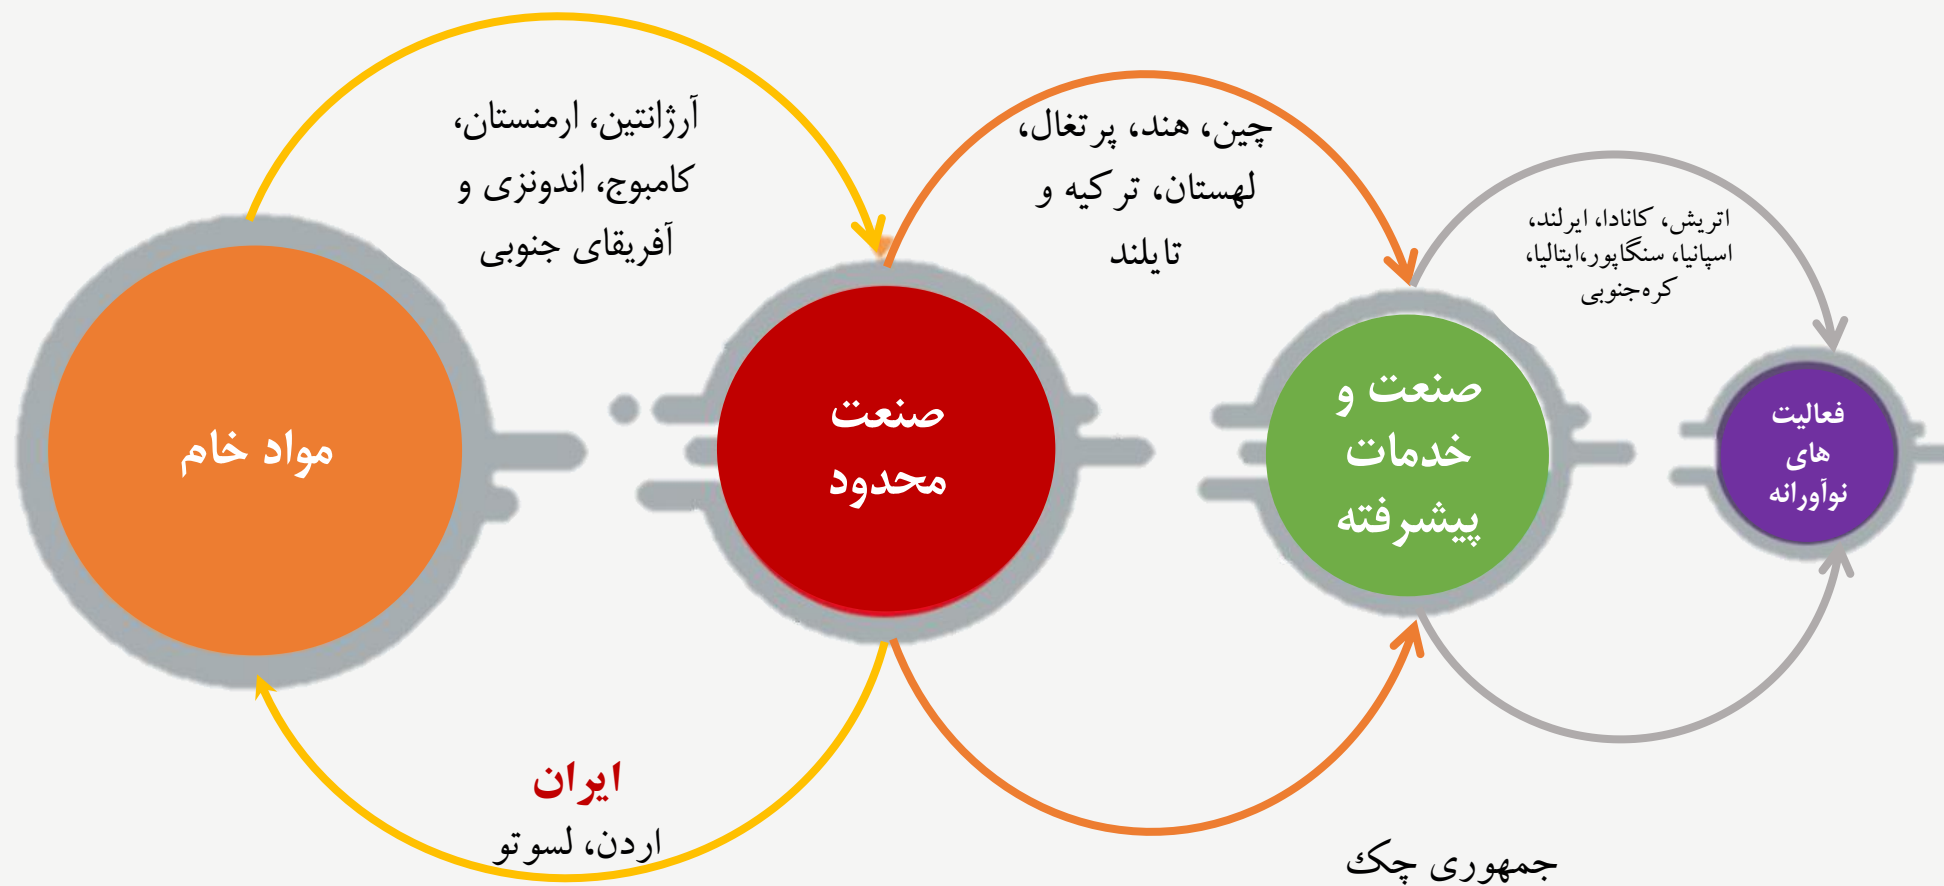 آرژانتین، ارمنستان،
کامبوج، اندونزی و
آفریقای جنوبی
چین، هند، پرتغال،
لهستان، ترکیه و
تایلند
اتریش، کانادا، ایرلند،
اسپانیا، سنگاپور،ایتالیا،
کره‌جنوبی
مواد خام
صنعت
محدود
صنعت و
خدمات
پیشرفته
فعالیت
های
نوآورانه
ایران
اردن، لسوتو
جمهوری چک